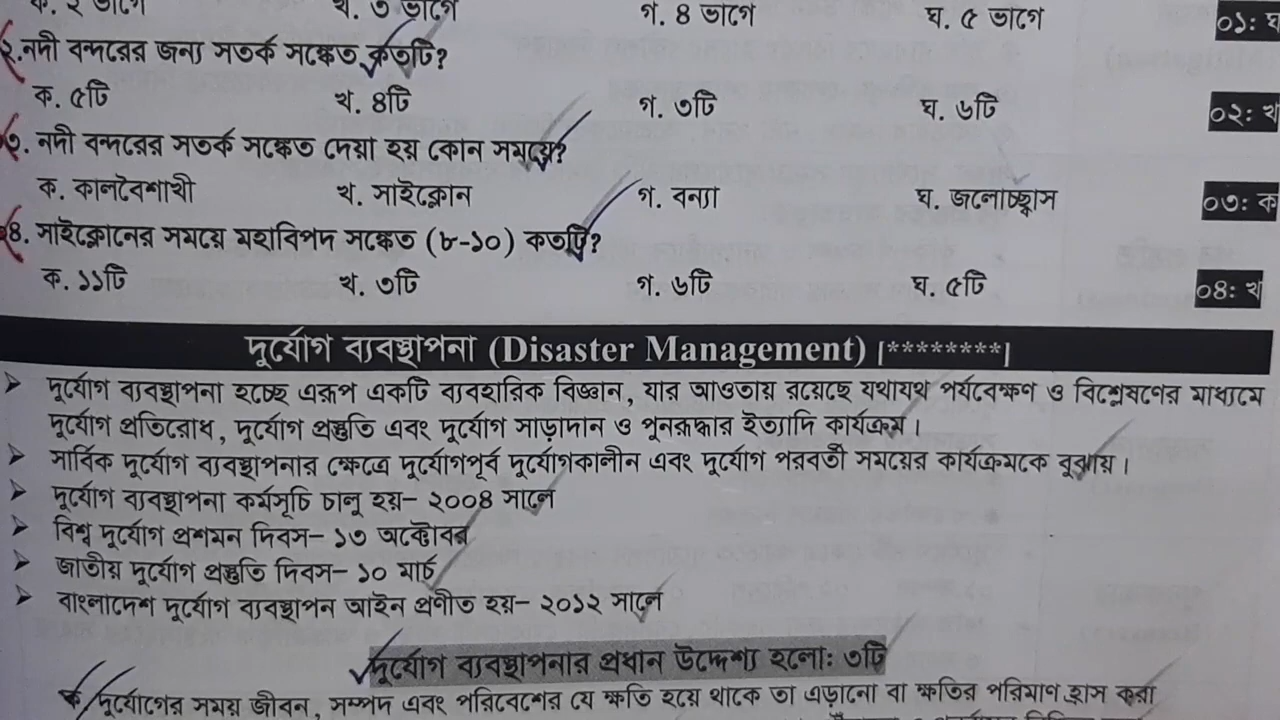 ক. ২ ভাগে খ. ৩ ভাগে গ. ৪ ভাগে ঘ. ৫ ভাগে ০১: ঘ
২.নদী বন্দরের জন্য সতর্ক সঙ্কেত কতটি?
ক. ৫টি খ. ৪টি গ. ৩টি ঘ. ৬টি ০২: খ
৩. নদী বন্দরের সতর্ক সঙ্কেত দেয়া হয় কোন সময়ে?
ক. কালবৈশাখী খ. সাইক্লোন গ. বন্যা ঘ. জলোচ্ছ্বাস ০৩: ক
৪. সাইক্লোনের সময়ে মহাবিপদ সঙ্কেত (৮-১০) কতটি?
ক. ১১টি খ. ৩টি গ. ৬টি ঘ. ৫টি ০৪: খ
দুর্যোগ ব্যবস্থাপনা (Disaster Management) [********]
➤ দুর্যোগ ব্যবস্থাপনা হচ্ছে এরূপ একটি ব্যবহারিক বিজ্ঞান, যার আওতায় রয়েছে যথাযথ পর্যবেক্ষণ ও বিশ্লেষণের মাধ্যমে
দুর্যোগ প্রতিরোধ, দুর্যোগ প্রস্তুতি এবং দুর্যোগ সাড়াদান ও পুনরূদ্ধার ইত্যাদি কার্যক্রম।
➤ সার্বিক দুর্যোগ ব্যবস্থাপনার ক্ষেত্রে দুর্যোগপূর্ব দুর্যোগকালীন এবং দুর্যোগ পরবর্তী সময়ের কার্যক্রমকে বুঝায়।
➤ দুর্যোগ ব্যবস্থাপনা কর্মসূচি চালু হয়– ২০০৪ সালে
➤ বিশ্ব দুর্যোগ প্রশমন দিবস– ১৩ অক্টোবর
➤ জাতীয় দুর্যোগ প্রস্তুতি দিবস– ১০ মার্চ
➤ বাংলাদেশ দুর্যোগ ব্যবস্থাপন আইন প্রণীত হয়– ২০১২ সালে
দুর্যোগ ব্যবস্থাপনার প্রধান উদ্দেশ্য হলো: ৩টি
দুর্যোগের সময় জীবন, সম্পদ এবং পরিবেশের যে ক্ষতি হয়ে থাকে তা এড়ানো বা ক্ষতির পরিমাণ হ্রাস করা